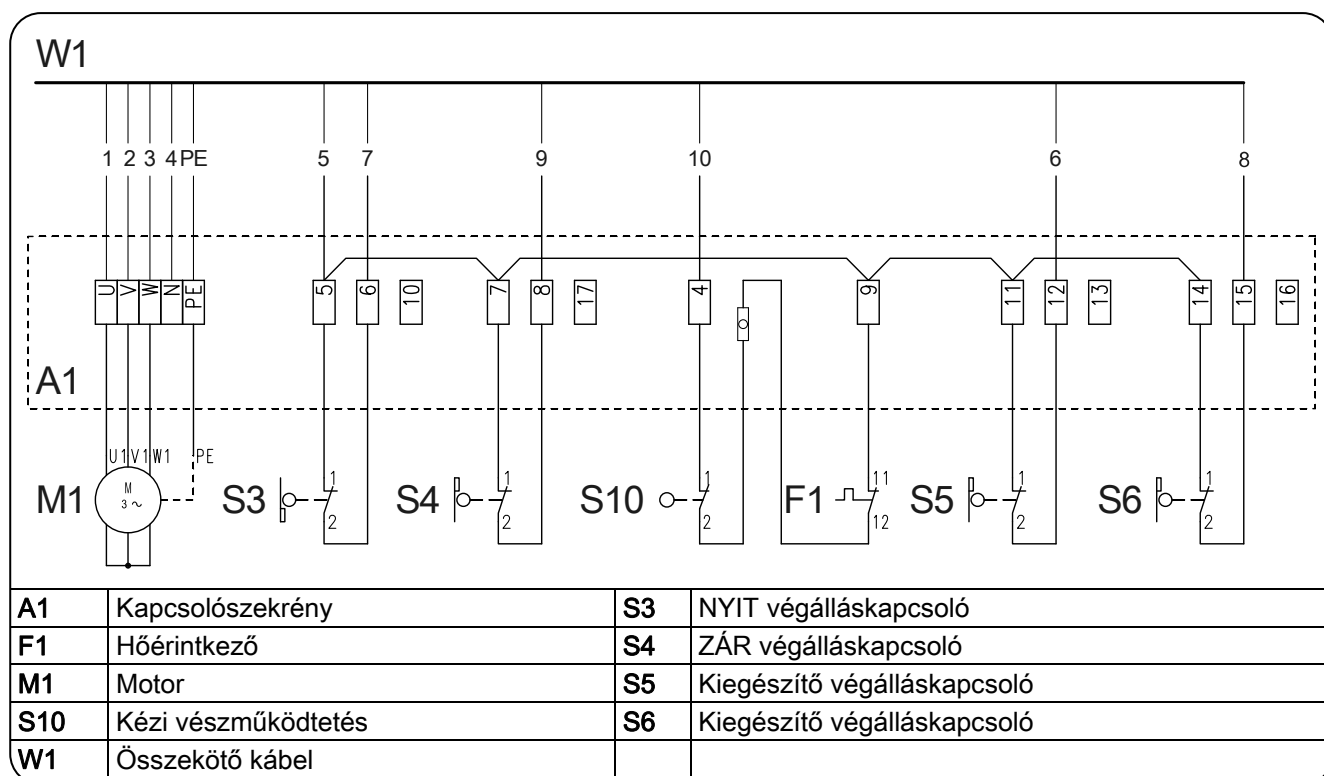 W1
1 2 3 4 PE 5 7 9 10 6 8
U V W N PE 5 6 10 7 8 17 4 9 11 12 13 14 15 16
A1
U1 V1 W1 PE
1 1 1 11 1 1
M1 M 3 ~ S3 S4 S10 F1 S5 S6
2 2 2 12 2 2
A1 Kapcsolószekrény S3 NYIT végálláskapcsoló
F1 Hőérintkező S4 ZÁR végálláskapcsoló
M1 Motor S5 Kiegészítő végálláskapcsoló
S10 Kézi vészműködtetés S6 Kiegészítő végálláskapcsoló
W1 Összekötő kábel